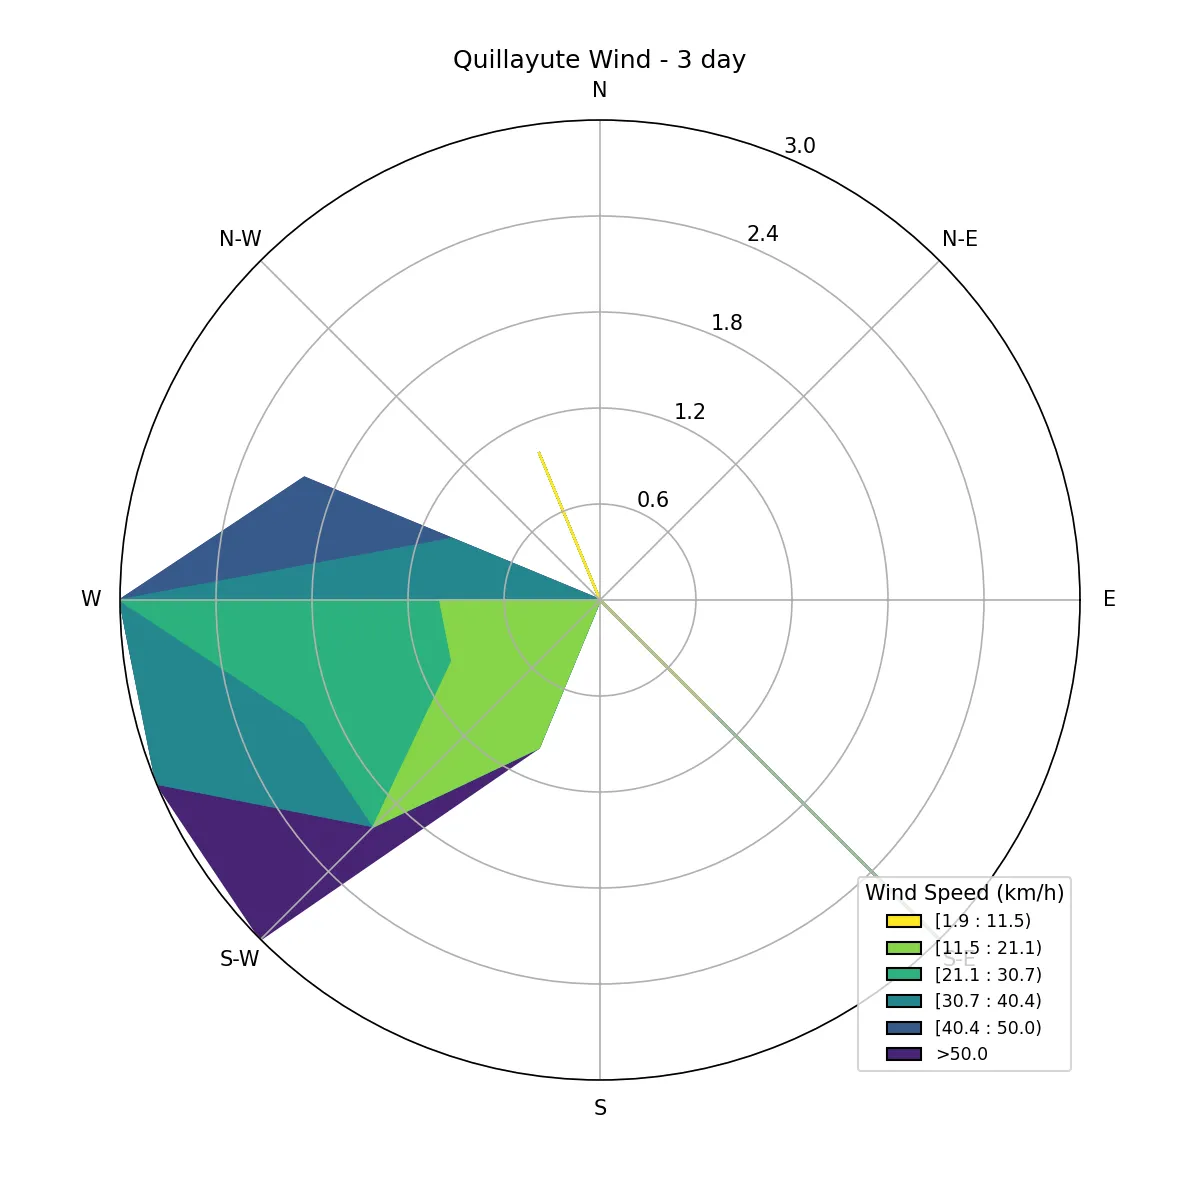 Quillayute Wind - 3 day
N
3.0
N-W
2.4
N-E
1.8
1.2
0.6
W
E
S-W
S-E
S
Wind Speed (km/h)
[1.9 : 11.5)
[11.5 : 21.1)
[21.1 : 30.7)
[30.7 : 40.4)
[40.4 : 50.0)
>50.0